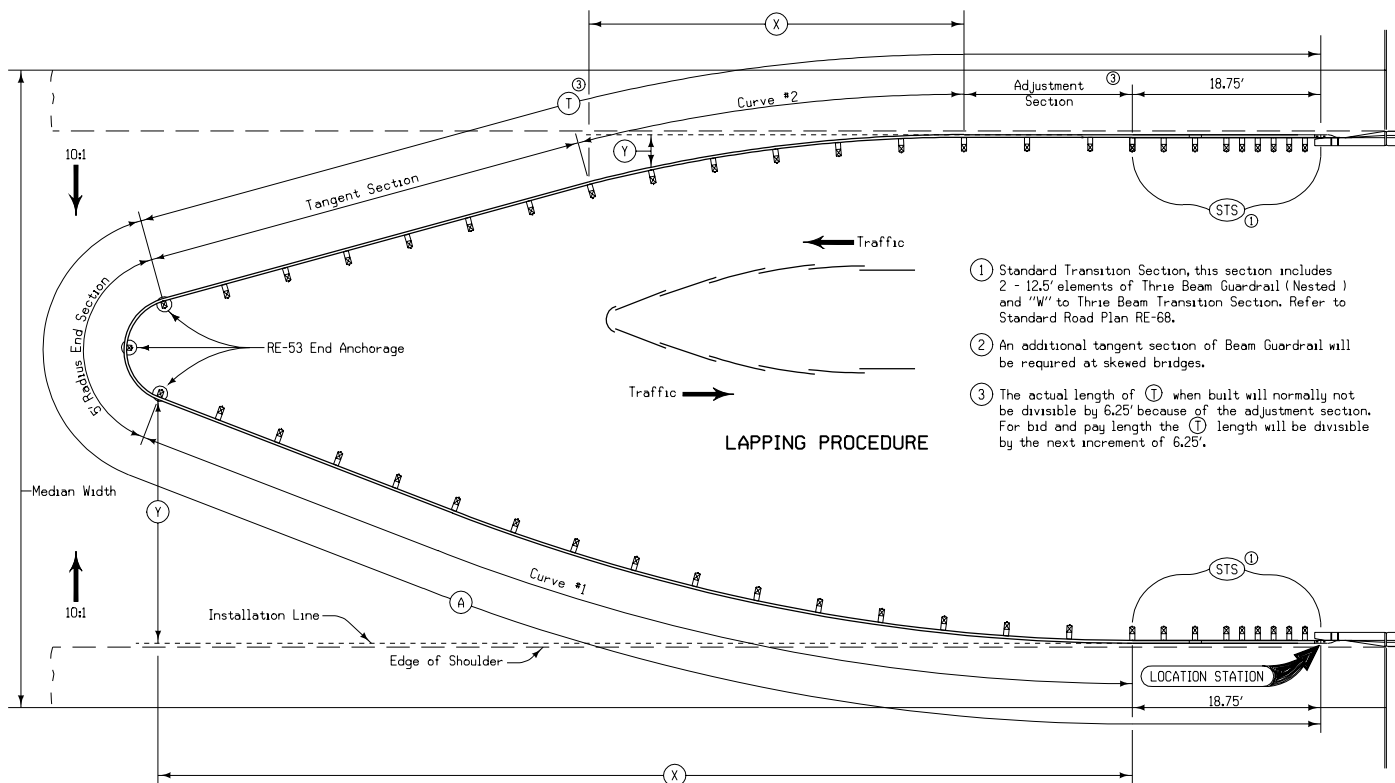 X
T
3
Curve #2
Adjustment
Section
3
18.75'
Y
10:1
Tangent Section
STS
1
Traffic
5' Radius End Section
RE-53 End Anchorage
Traffic
LAPPING PROCEDURE
1 Standard Transition Section, this section includes
2 - 12.5' elements of Thrie Beam Guardrail (Nested )
and "W" to Thrie Beam Transition Section. Refer to
Standard Road Plan RE-68.
2 An additional tangent section of Beam Guardrail will
be required at skewed bridges.
3 The actual length of T when built will normally not
be divisible by 6.25' because of the adjustment section.
For bid and pay length the T length will be divisible
by the next increment of 6.25'.
Median Width
Y
Curve #1
A
STS
1
10:1
Installation Line
Edge of Shoulder
LOCATION STATION
18.75'
X